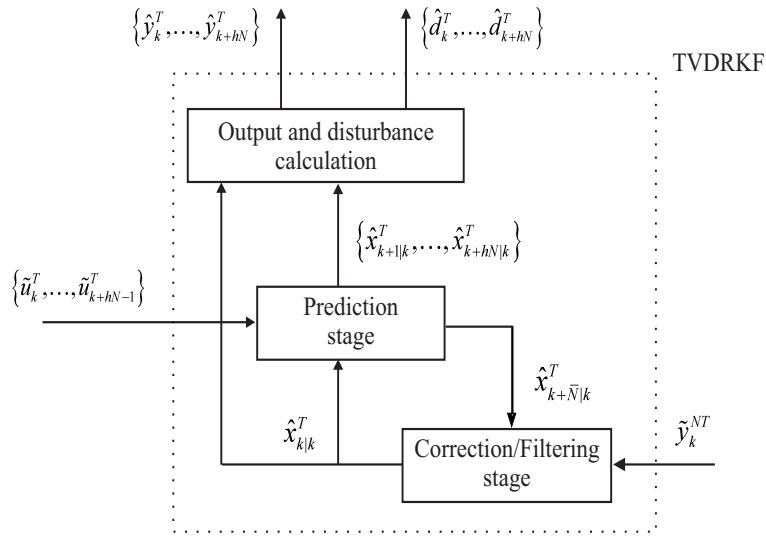 {ŷ_k^T,...,ŷ_{k+hN}^T}
{d̂_k^T,...,d̂_{k+hN}^T}
TVDRKF
Output and disturbance
calculation
{x̂_{k+1|k}^T,...,x̂_{k+hN|k}^T}
{ũ_k^T,...,ũ_{k+hN-1}^T}
Prediction
stage
x̂_{k+N̄|k}^T
x̂_{k|k}^T
Correction/Filtering
stage
ỹ_k^{NT}